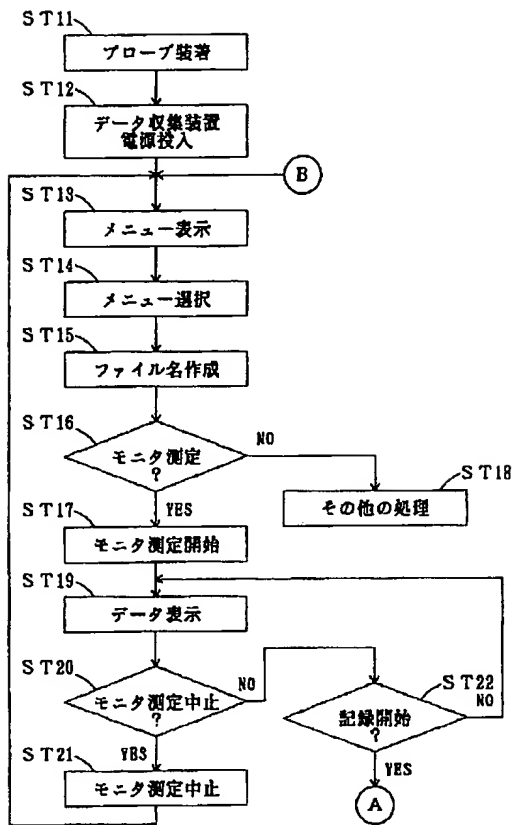 ST11
プローブ装着
ST12
データ収集装置
電源投入
B
ST13
メニュー表示
ST14
メニュー選択
ST15
ファイル名作成
ST16
モニタ測定
?
NO
ST18
その他の処理
YES
ST17
モニタ測定開始
ST19
データ表示
ST20
モニタ測定中止
?
NO
ST22
記録開始
?
NO
YES
ST21
モニタ測定中止
YES
A